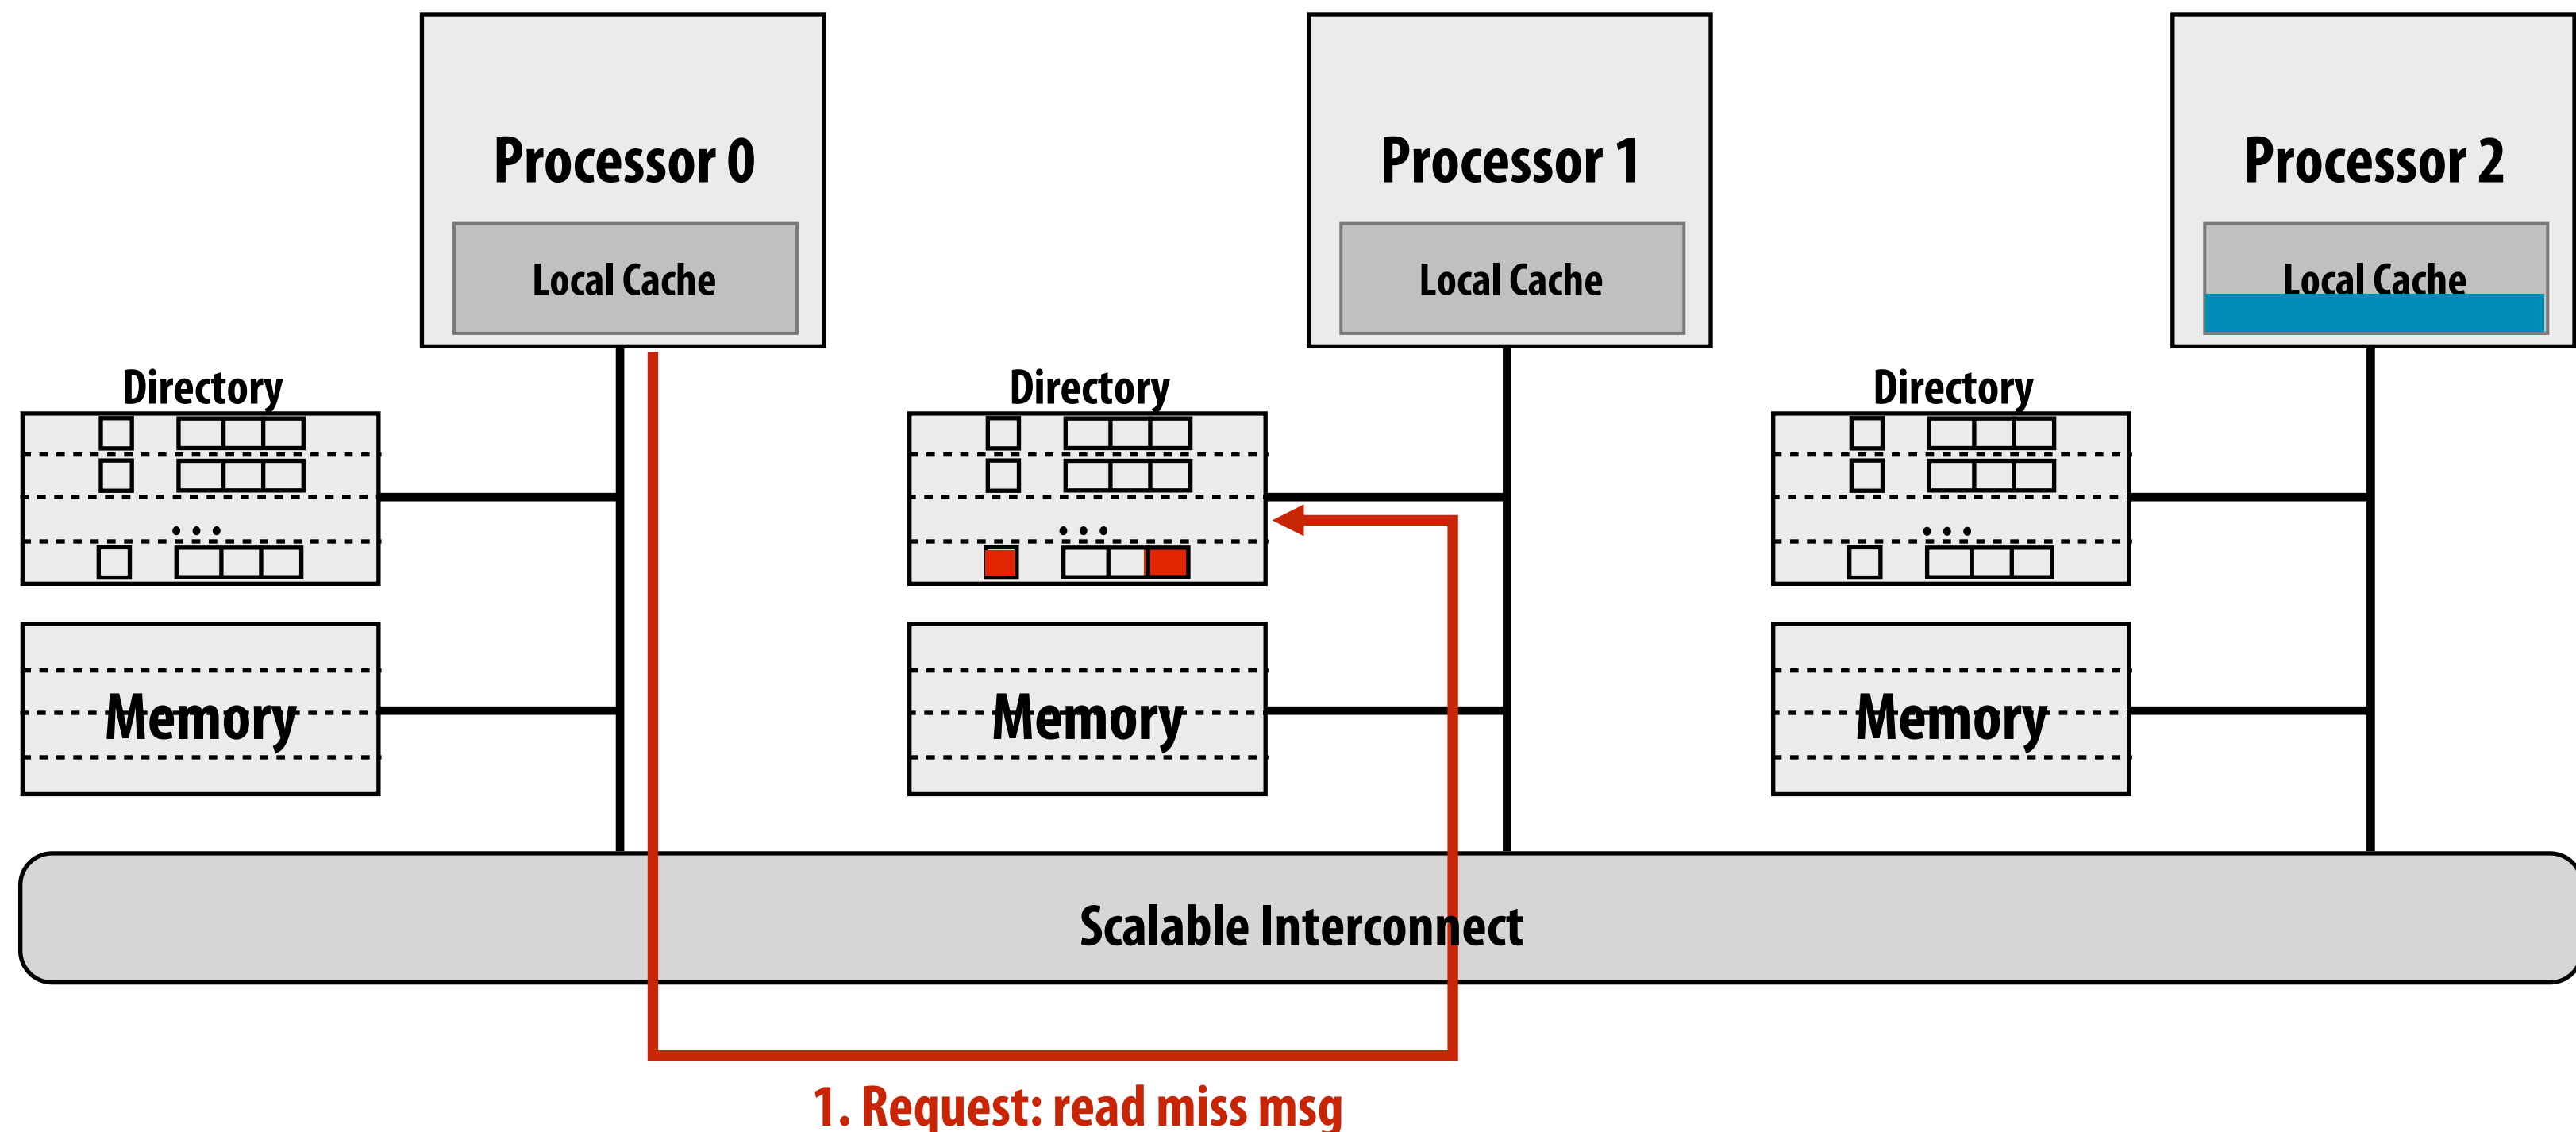 Processor 0
Processor 1
Processor 2
Local Cache
Local Cache
Local Cache
Directory
Directory
Directory
• • •
• • •
• • •
Memory
Memory
Memory
Scalable Interconnect
1. Request: read miss msg